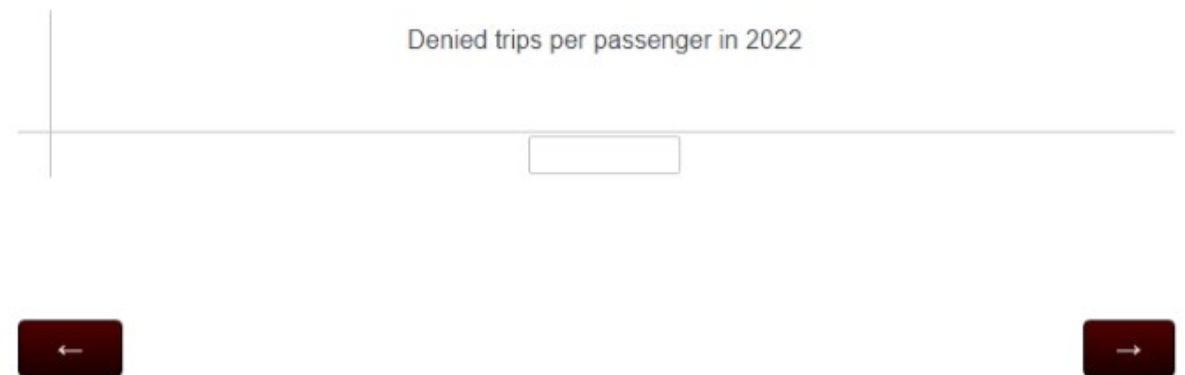 Denied trips per passenger in 2022
← →